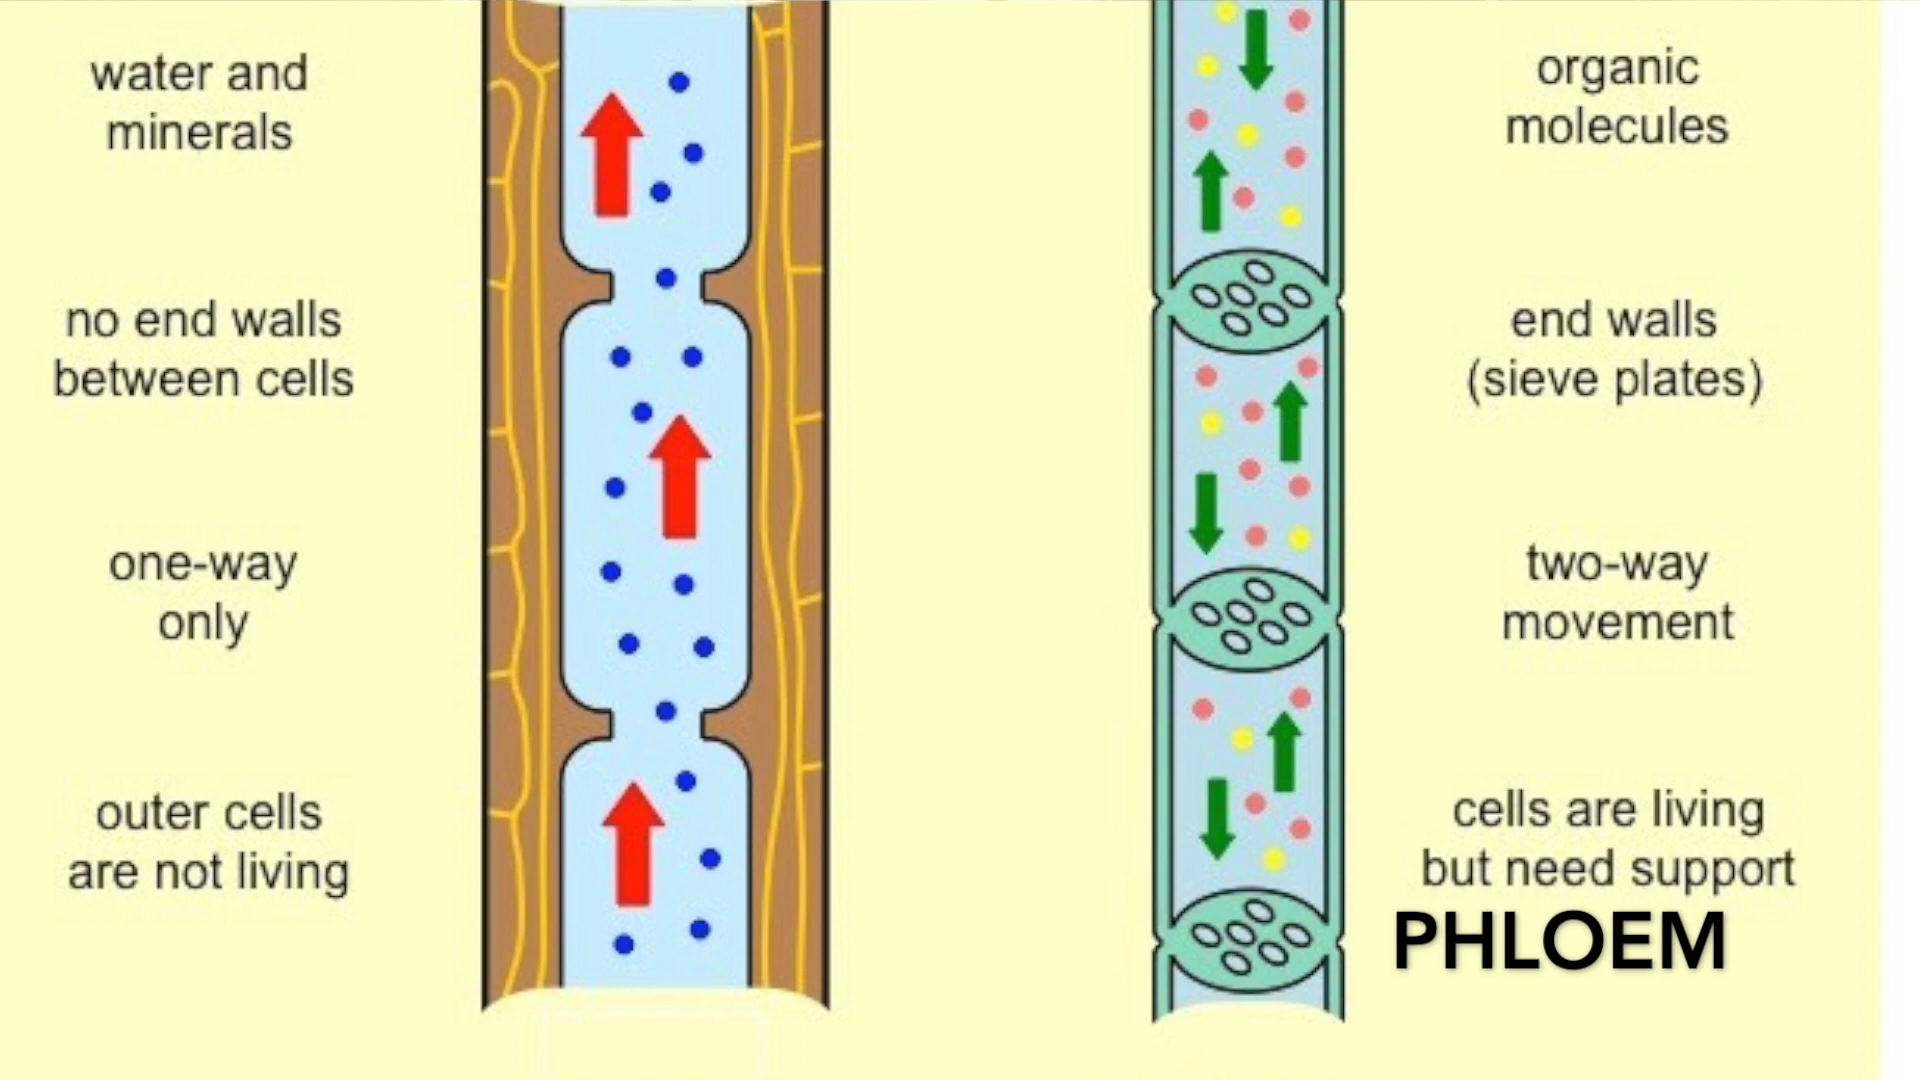 water and
minerals
no end walls
between cells
one-way
only
outer cells
are not living
organic
molecules
end walls
(sieve plates)
two-way
movement
cells are living
but need support
PHLOEM